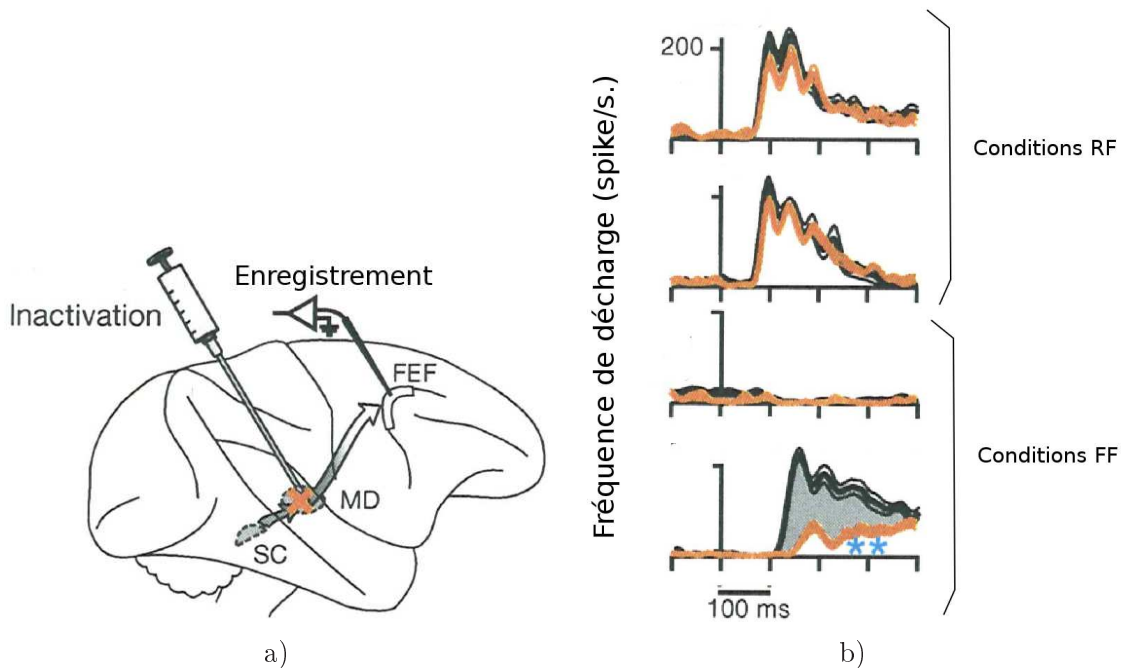 Inactivation
Enregistrement
FEF
MD
SC
a)
Fréquence de décharge (spike/s.)
200
Conditions RF
Conditions FF
**
100 ms
b)